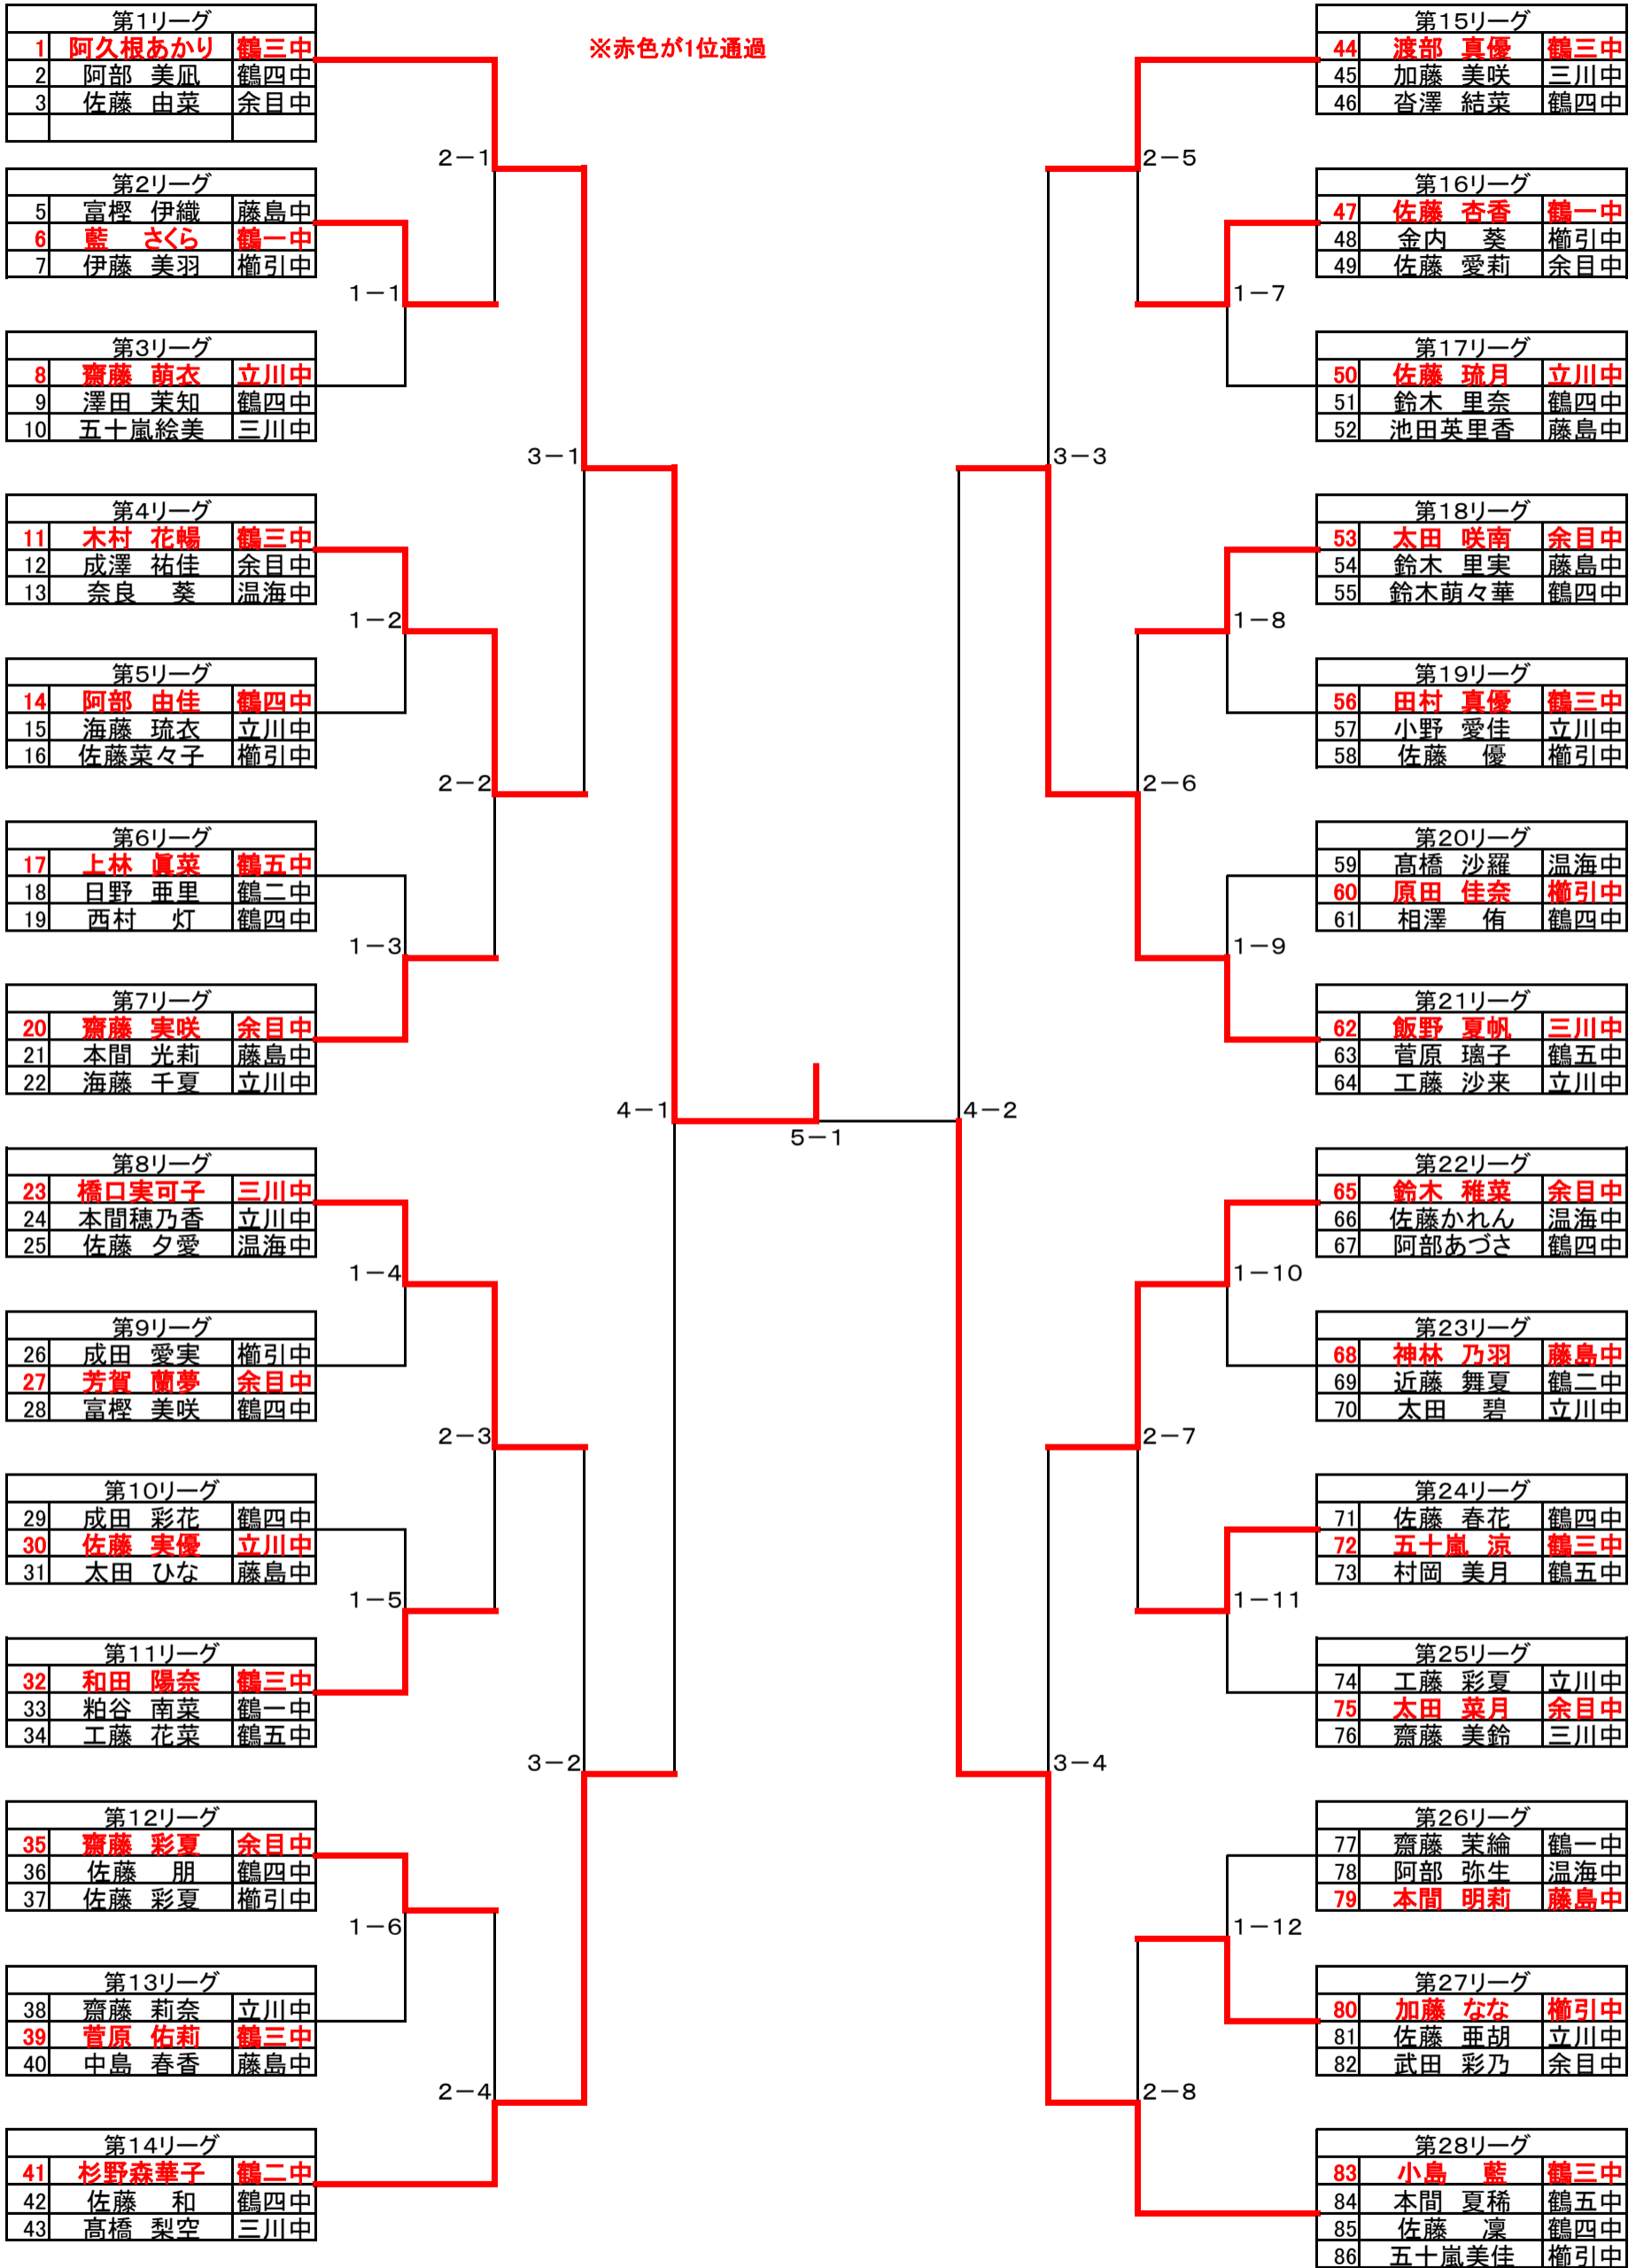 ※赤色が1位通過
第1リーグ
1 阿久根あかり 鶴三中
2 阿部 美凪 鶴四中
3 佐藤 由菜 余目中
第2リーグ
5 富樫 伊織 藤島中
6 藍 さくら 鶴一中
7 伊藤 美羽 櫛引中
第3リーグ
8 齋藤 萌衣 立川中
9 澤田 茉知 鶴四中
10 五十嵐絵美 三川中
第4リーグ
11 木村 花暢 鶴三中
12 成澤 祐佳 余目中
13 奈良 葵 温海中
第5リーグ
14 阿部 由佳 鶴四中
15 海藤 琉衣 立川中
16 佐藤菜々子 櫛引中
第6リーグ
17 上林 眞菜 鶴五中
18 日野 亜里 鶴二中
19 西村 灯 鶴四中
第7リーグ
20 齋藤 実咲 余目中
21 本間 光莉 藤島中
22 海藤 千夏 立川中
第8リーグ
23 橋口実可子 三川中
24 本間穂乃香 立川中
25 佐藤 夕愛 温海中
第9リーグ
26 成田 愛実 櫛引中
27 芳賀 蘭夢 余目中
28 富樫 美咲 鶴四中
第10リーグ
29 成田 彩花 鶴四中
30 佐藤 実優 立川中
31 太田 ひな 藤島中
第11リーグ
32 和田 陽奈 鶴三中
33 粕谷 南菜 鶴一中
34 工藤 花菜 鶴五中
第12リーグ
35 齋藤 彩夏 余目中
36 佐藤 朋 鶴四中
37 佐藤 彩夏 櫛引中
第13リーグ
38 齋藤 莉奈 立川中
39 菅原 佑莉 鶴三中
40 中島 春香 藤島中
第14リーグ
41 杉野森華子 鶴二中
42 佐藤 和 鶴四中
43 髙橋 梨空 三川中
1－1
1－2
1－3
1－4
1－5
1－6
2－1
2－2
2－3
2－4
3－1
3－2
4－1
5－1
4－2
3－3
3－4
2－5
2－6
2－7
2－8
1－7
1－8
1－9
1－10
1－11
1－12
第15リーグ
44 渡部 真優 鶴三中
45 加藤 美咲 三川中
46 沓澤 結菜 鶴四中
第16リーグ
47 佐藤 杏香 鶴一中
48 金内 葵 櫛引中
49 佐藤 愛莉 余目中
第17リーグ
50 佐藤 琉月 立川中
51 鈴木 里奈 鶴四中
52 池田英里香 藤島中
第18リーグ
53 太田 咲南 余目中
54 鈴木 里実 藤島中
55 鈴木萌々華 鶴四中
第19リーグ
56 田村 真優 鶴三中
57 小野 愛佳 立川中
58 佐藤 優 櫛引中
第20リーグ
59 髙橋 沙羅 温海中
60 原田 佳奈 櫛引中
61 相澤 侑 鶴四中
第21リーグ
62 飯野 夏帆 三川中
63 菅原 璃子 鶴五中
64 工藤 沙来 立川中
第22リーグ
65 鈴木 稚菜 余目中
66 佐藤かれん 温海中
67 阿部あづさ 鶴四中
第23リーグ
68 神林 乃羽 藤島中
69 近藤 舞夏 鶴二中
70 太田 碧 立川中
第24リーグ
71 佐藤 春花 鶴四中
72 五十嵐 涼 鶴三中
73 村岡 美月 鶴五中
第25リーグ
74 工藤 彩夏 立川中
75 太田 菜月 余目中
76 齋藤 美鈴 三川中
第26リーグ
77 齋藤 茉綸 鶴一中
78 阿部 弥生 温海中
79 本間 明莉 藤島中
第27リーグ
80 加藤 なな 櫛引中
81 佐藤 亜胡 立川中
82 武田 彩乃 余目中
第28リーグ
83 小島 藍 鶴三中
84 本間 夏稀 鶴五中
85 佐藤 凜 鶴四中
86 五十嵐美佳 櫛引中